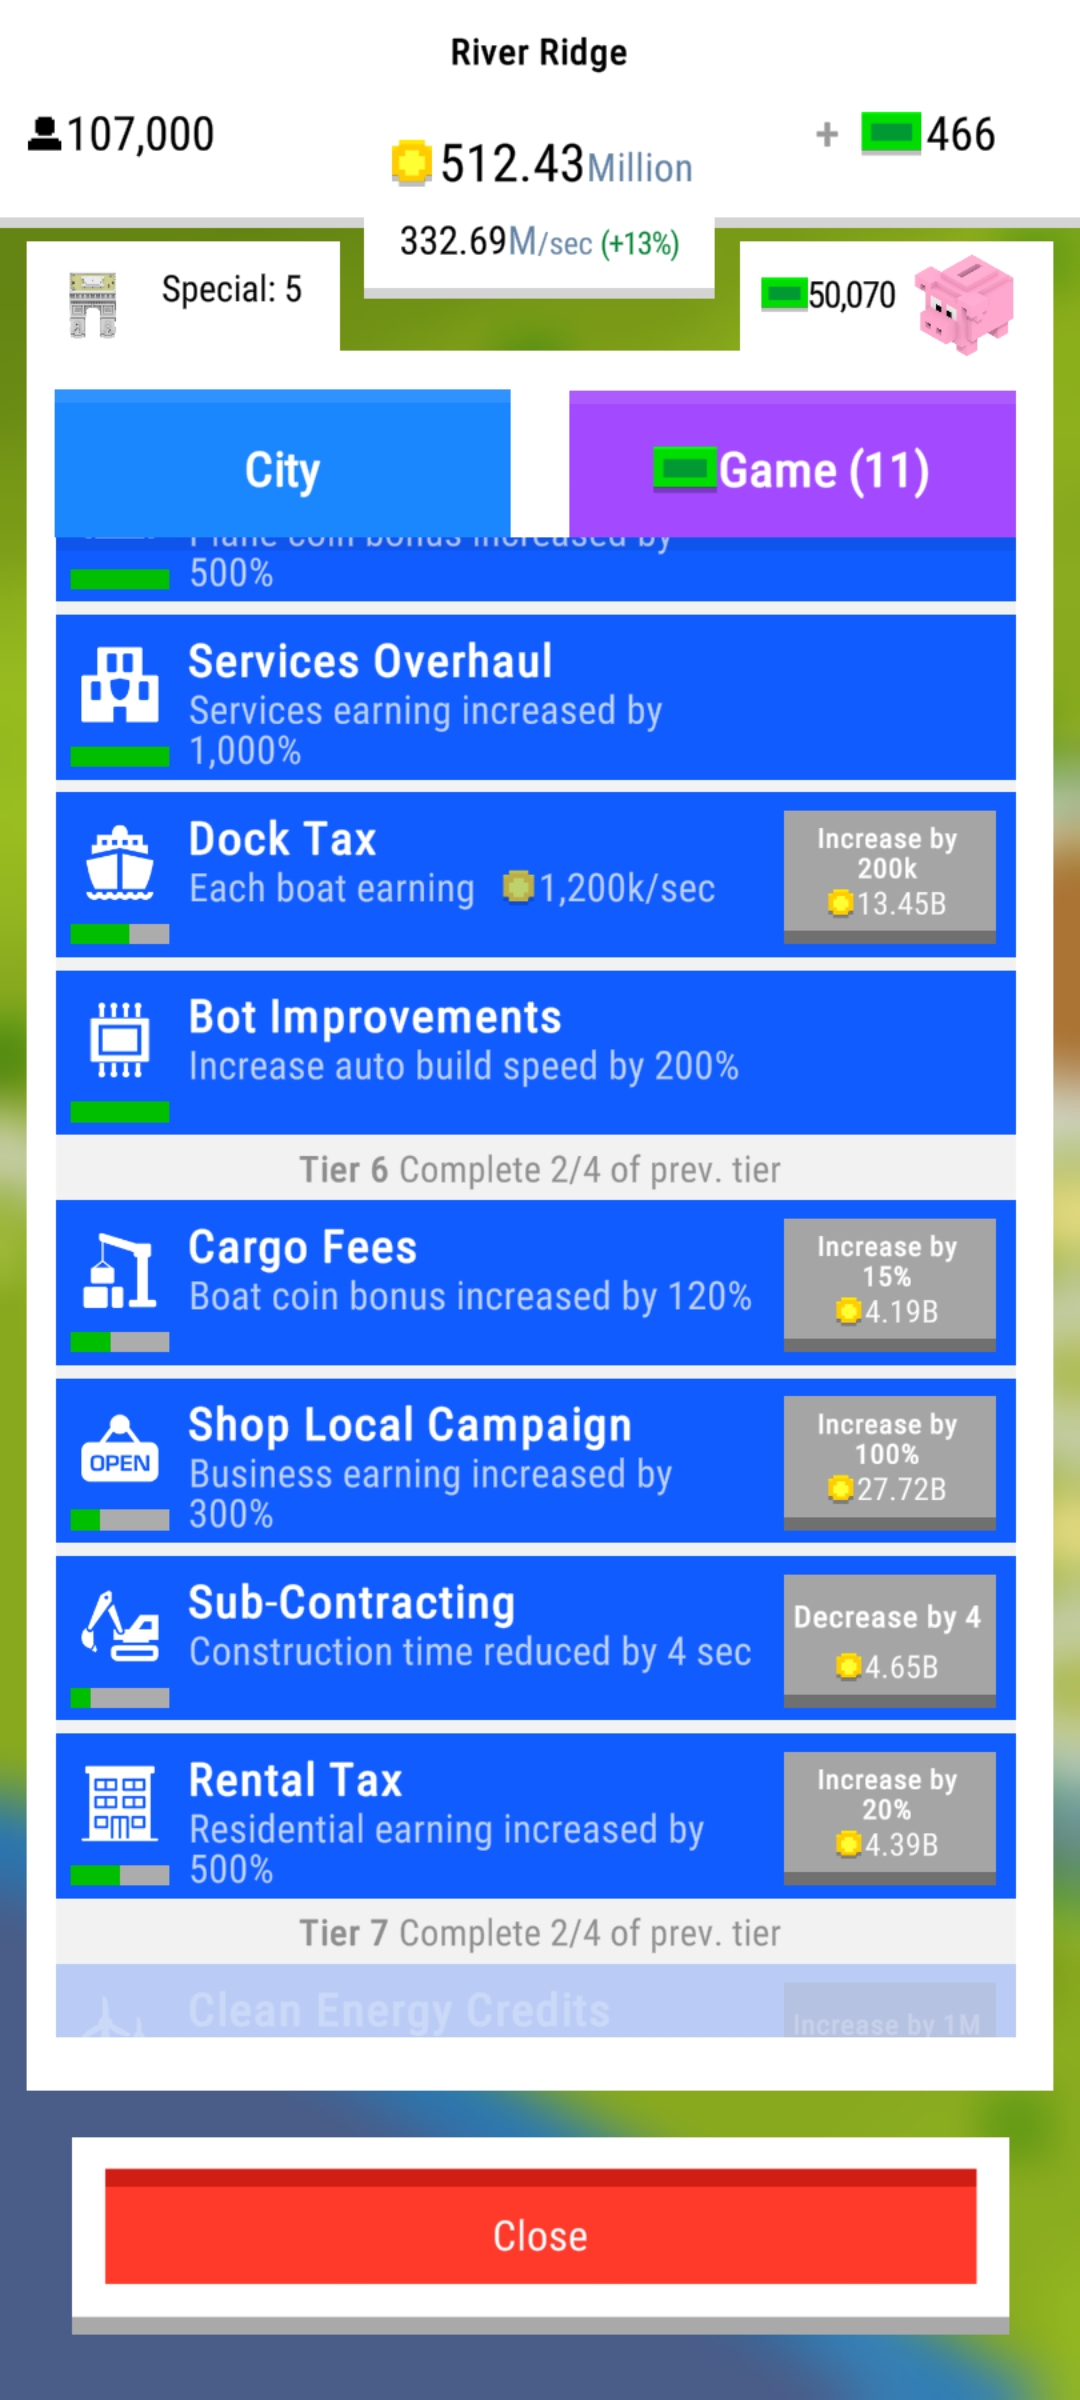 River Ridge
107,000
512.43Million
+ 466
332.69M/sec (+13%)
Special: 5
50,070
City
Game (11)
Plane coin bonus increased by
500%
Services Overhaul
Services earning increased by
1,000%
Dock Tax
Each boat earning 1,200k/sec
Increase by
200k
13.45B
Bot Improvements
Increase auto build speed by 200%
Tier 6 Complete 2/4 of prev. tier
Cargo Fees
Boat coin bonus increased by 120%
Increase by
15%
4.19B
OPEN
Shop Local Campaign
Business earning increased by
300%
Increase by
100%
27.72B
Sub-Contracting
Construction time reduced by 4 sec
Decrease by 4
4.65B
Rental Tax
Residential earning increased by
500%
Increase by
20%
4.39B
Tier 7 Complete 2/4 of prev. tier
Clean Energy Credits
Increase by 1M
Close